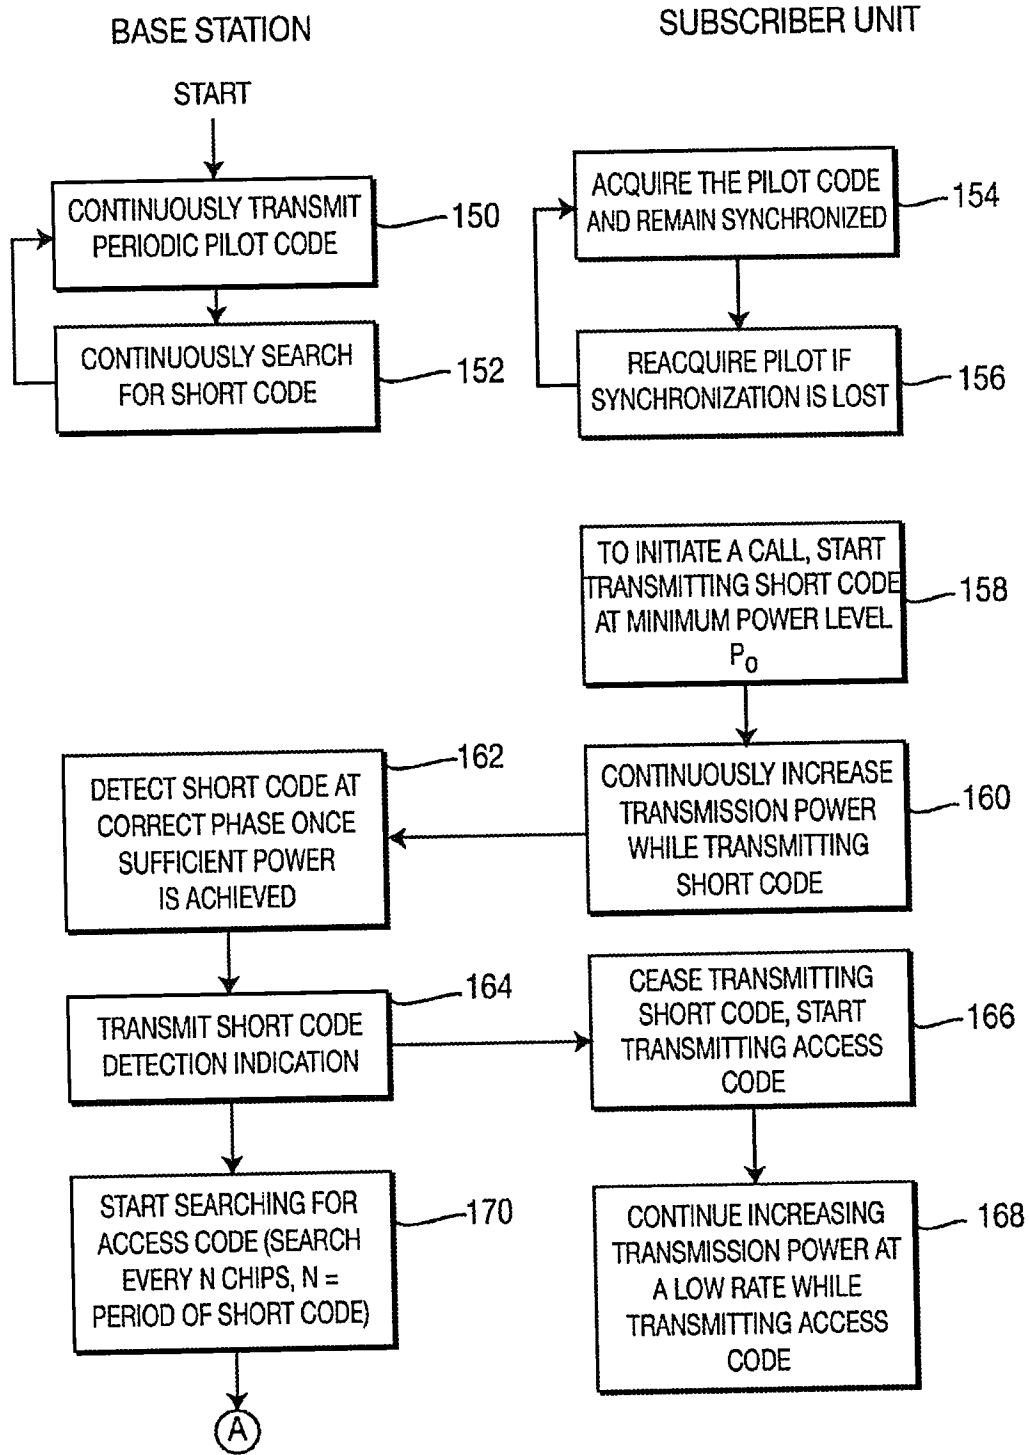 BASE STATION
SUBSCRIBER UNIT
START
CONTINUOUSLY TRANSMIT
PERIODIC PILOT CODE
150
CONTINUOUSLY SEARCH
FOR SHORT CODE
152
ACQUIRE THE PILOT CODE
AND REMAIN SYNCHRONIZED
154
REACQUIRE PILOT IF
SYNCHRONIZATION IS LOST
156
TO INITIATE A CALL, START
TRANSMITTING SHORT CODE
AT MINIMUM POWER LEVEL
P0
158
CONTINUOUSLY INCREASE
TRANSMISSION POWER
WHILE TRANSMITTING
SHORT CODE
160
DETECT SHORT CODE AT
CORRECT PHASE ONCE
SUFFICIENT POWER
IS ACHIEVED
162
TRANSMIT SHORT CODE
DETECTION INDICATION
164
CEASE TRANSMITTING
SHORT CODE, START
TRANSMITTING ACCESS
CODE
166
START SEARCHING FOR
ACCESS CODE (SEARCH
EVERY N CHIPS, N =
PERIOD OF SHORT CODE)
170
CONTINUE INCREASING
TRANSMISSION POWER AT
A LOW RATE WHILE
TRANSMITTING ACCESS
CODE
168
A